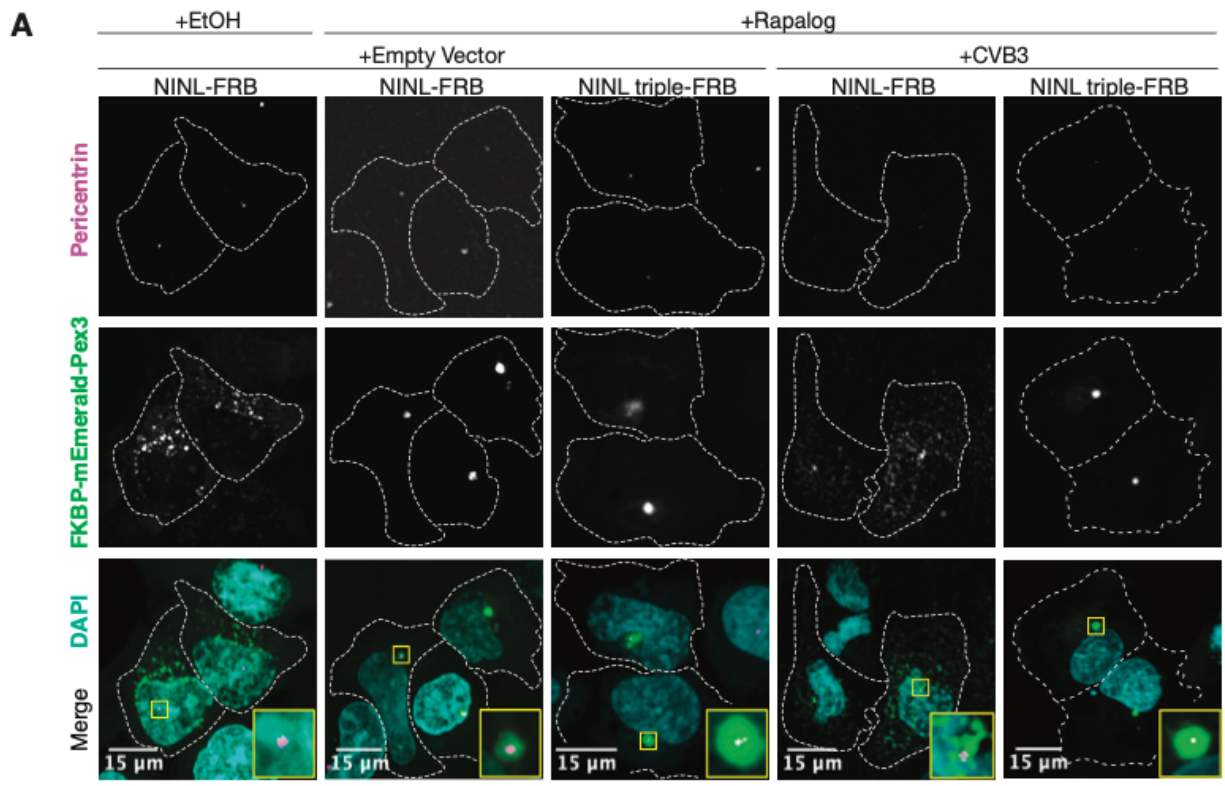 A
+EtOH +Rapalog
+Empty Vector +CVB3
NINL-FRB NINL-FRB NINL triple-FRB NINL-FRB NINL triple-FRB
Pericentrin
FKBP-mEmerald-Pex3
DAPI
Merge
15 µm 15 µm 15 µm 15 µm 15 µm